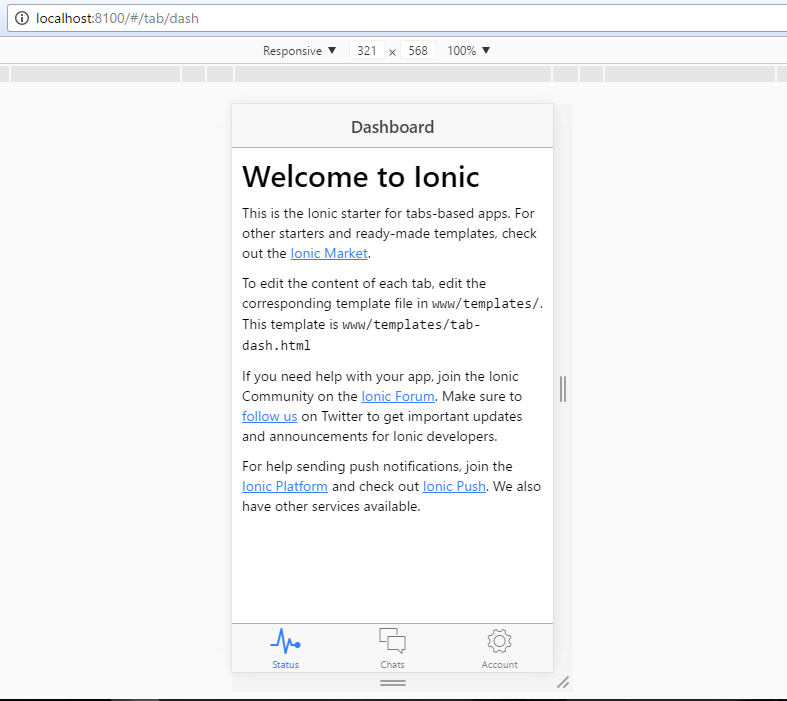 localhost:8100/#/tab/dash
Responsive ▼ 321 × 568 100% ▼
Dashboard
Welcome to Ionic
This is the Ionic starter for tabs-based apps. For
other starters and ready-made templates, check
out the Ionic Market.
To edit the content of each tab, edit the
corresponding template file in www/templates/.
This template is www/templates/tab-
dash.html
If you need help with your app, join the Ionic
Community on the Ionic Forum. Make sure to
follow us on Twitter to get important updates
and announcements for Ionic developers.
For help sending push notifications, join the
Ionic Platform and check out Ionic Push. We also
have other services available.
Status Chats Account